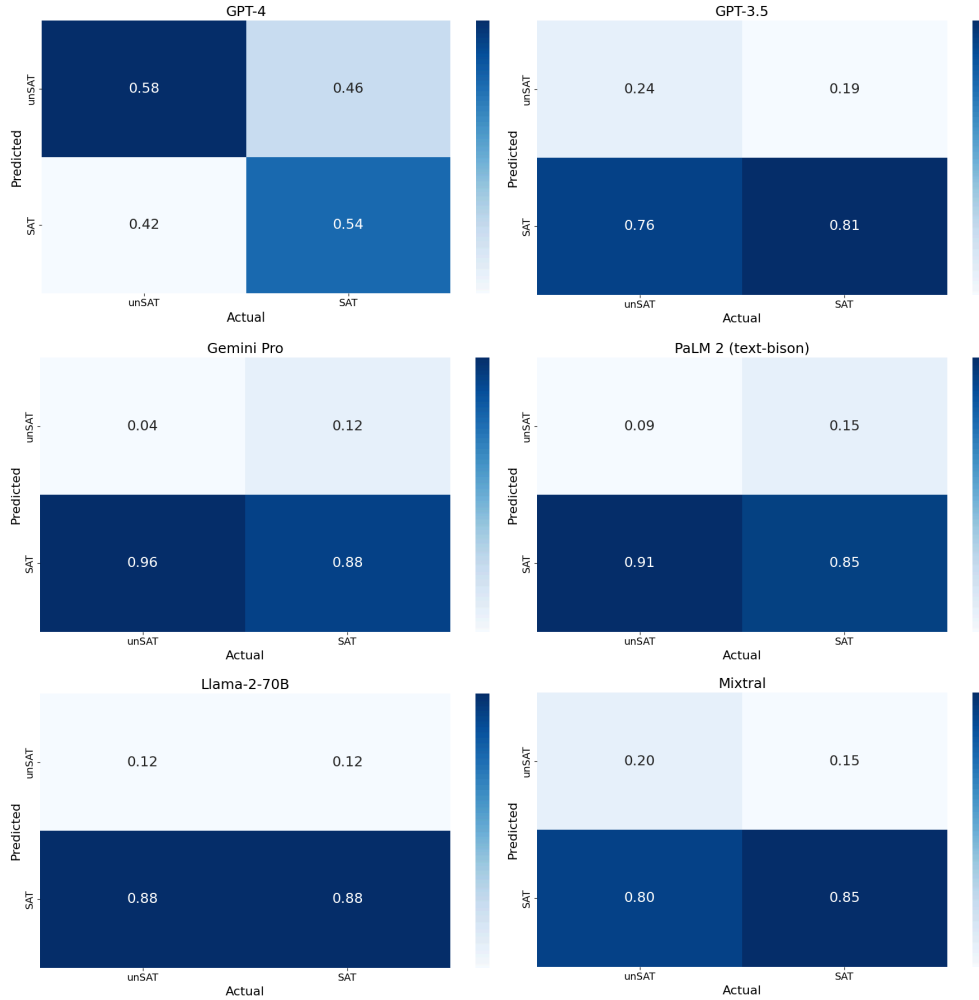 GPT-4
unSAT
0.58
0.46
Predicted
SAT
0.42
0.54
unSAT
SAT
Actual
GPT-3.5
unSAT
0.24
0.19
Predicted
SAT
0.76
0.81
unSAT
SAT
Actual
Gemini Pro
unSAT
0.04
0.12
Predicted
SAT
0.96
0.88
unSAT
SAT
Actual
PaLM 2 (text-bison)
unSAT
0.09
0.15
Predicted
SAT
0.91
0.85
unSAT
SAT
Actual
Llama-2-70B
unSAT
0.12
0.12
Predicted
SAT
0.88
0.88
unSAT
SAT
Actual
Mixtral
unSAT
0.20
0.15
Predicted
SAT
0.80
0.85
unSAT
SAT
Actual